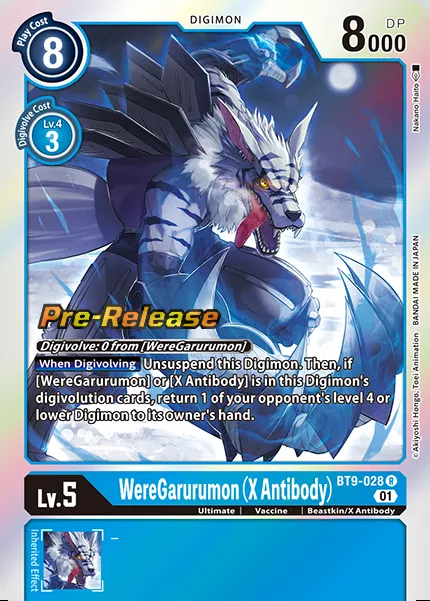 DIGIMON
Play Cost
8
DP
8000
Digivolve Cost
Lv.4
3
Nakano Haito
© Akiyoshi Hongo, Toei Animation BANDAI MADE IN JAPAN
Pre-Release
Digivolve: 0 from [WereGarurumon]
When Digivolving Unsuspend this Digimon. Then, if
[WereGarurumon] or [X Antibody] is in this Digimon's
digivolution cards, return 1 of your opponent's level 4 or
lower Digimon to its owner's hand.
Lv.5
WereGarurumon (X Antibody)
BT9-028 R
01
Ultimate | Vaccine | Beastkin/X Antibody
Inherited Effect
–